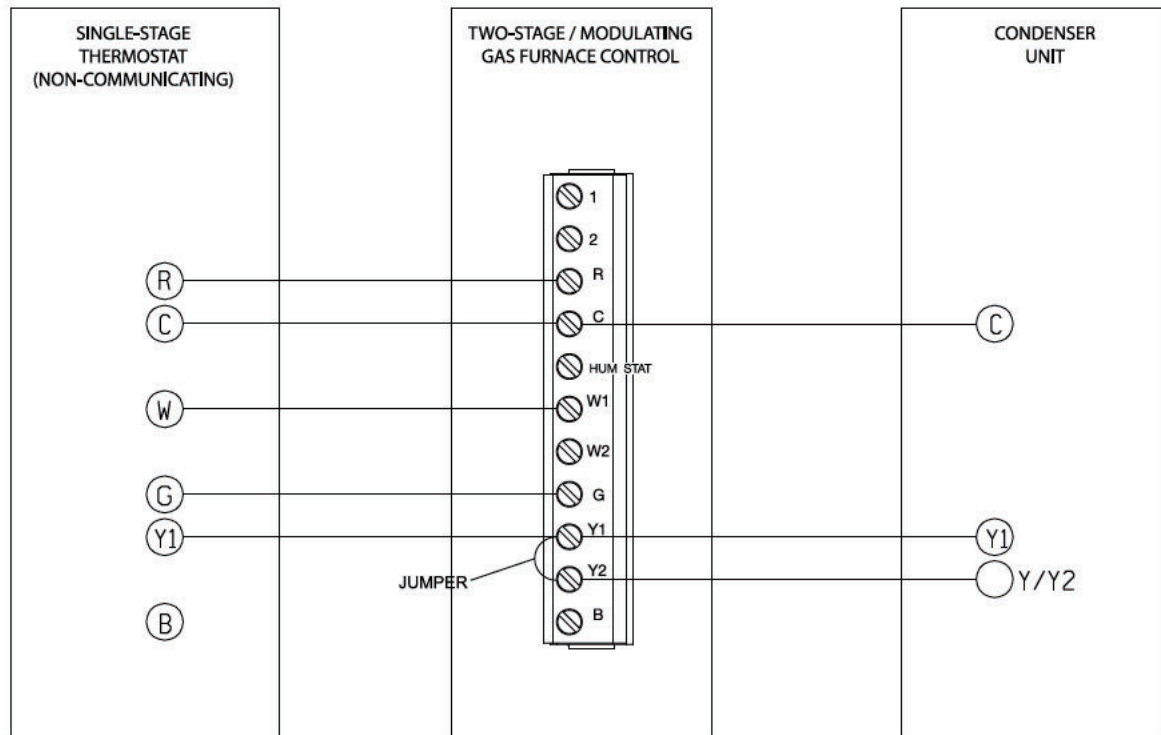 SINGLE-STAGE
THERMOSTAT
(NON-COMMUNICATING)
R
C
W
G
Y1
B
TWO-STAGE / MODULATING
GAS FURNACE CONTROL
1
2
R
C
HUM STAT
W1
W2
G
Y1
Y2
B
JUMPER
CONDENSER
UNIT
C
Y1
Y/Y2